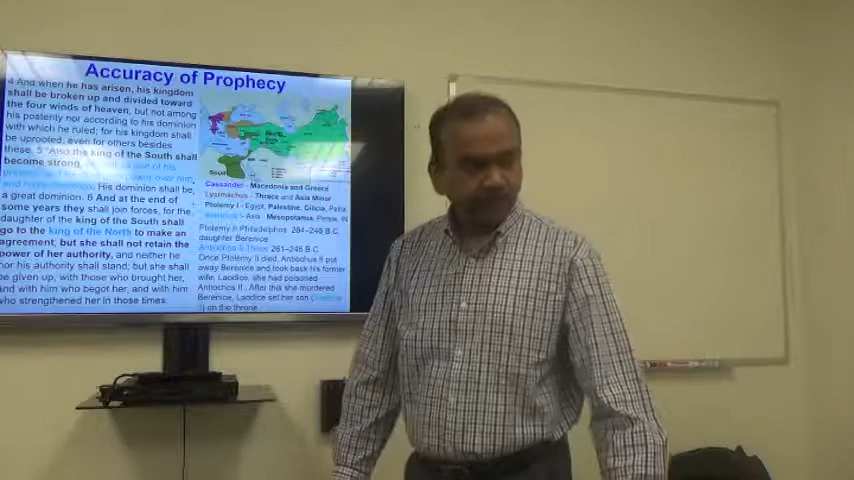 Accuracy of Prophecy
4 And when he has arisen, his kingdom
shall be broken up and divided toward
the four winds of heaven, but not among
his posterity nor according to his dominion
with which he ruled; for his kingdom shall
be uprooted, even for others besides
these. 5 "Also the king of the South shall
become strong,
His dominion shall be
a great dominion. 6 And at the end of
some years they shall join forces, for the
daughter of the king of the South shall
go to the king of the North to make an
agreement; but she shall not retain the
power of her authority, and neither he
nor his authority shall stand; but she shall
be given up, with those who brought her,
and with him who begot her, and with him
who strengthened her in those times.
North
South
Cassander - Macedonia and Greece
Lysimachus - Thrace and Asia Minor
Ptolemy I - Egypt, Palestine, Cilicia, Petra
Asia Mesopotamia, Persia, IN
Ptolemy II Philadelphus 284-246 B.C.
daughter Berenice
Antiochus II Theus 261-246 B.C.
Once Ptolemy II died, Antiochus II put
away Berenice and took back his former
wife, Laodice, she had poisoned
Antiochus II. After this she murdered
Berenice, Laodice set her son
on the throne.